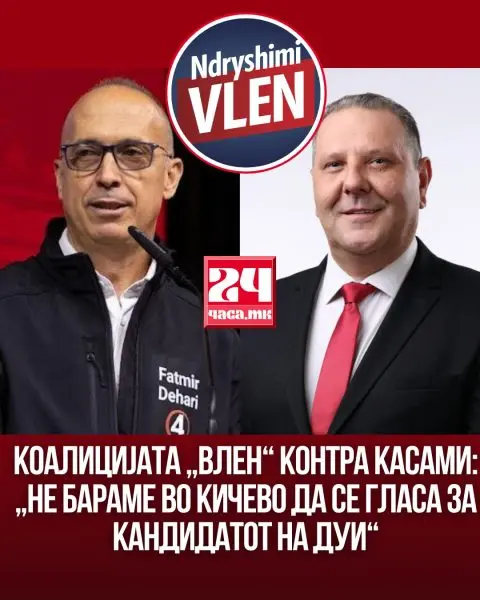 Ndryshimi
VLEN
24
ЧАСА.МК
Fatmir
Dehari
4
КОАЛИЦИЈАТА „ВЛЕН“ КОНТРА КАСАМИ:
„НЕ БАРАМЕ ВО КИЧЕВО ДА СЕ ГЛАСА ЗА
КАНДИДАТОТ НА ДУИ“